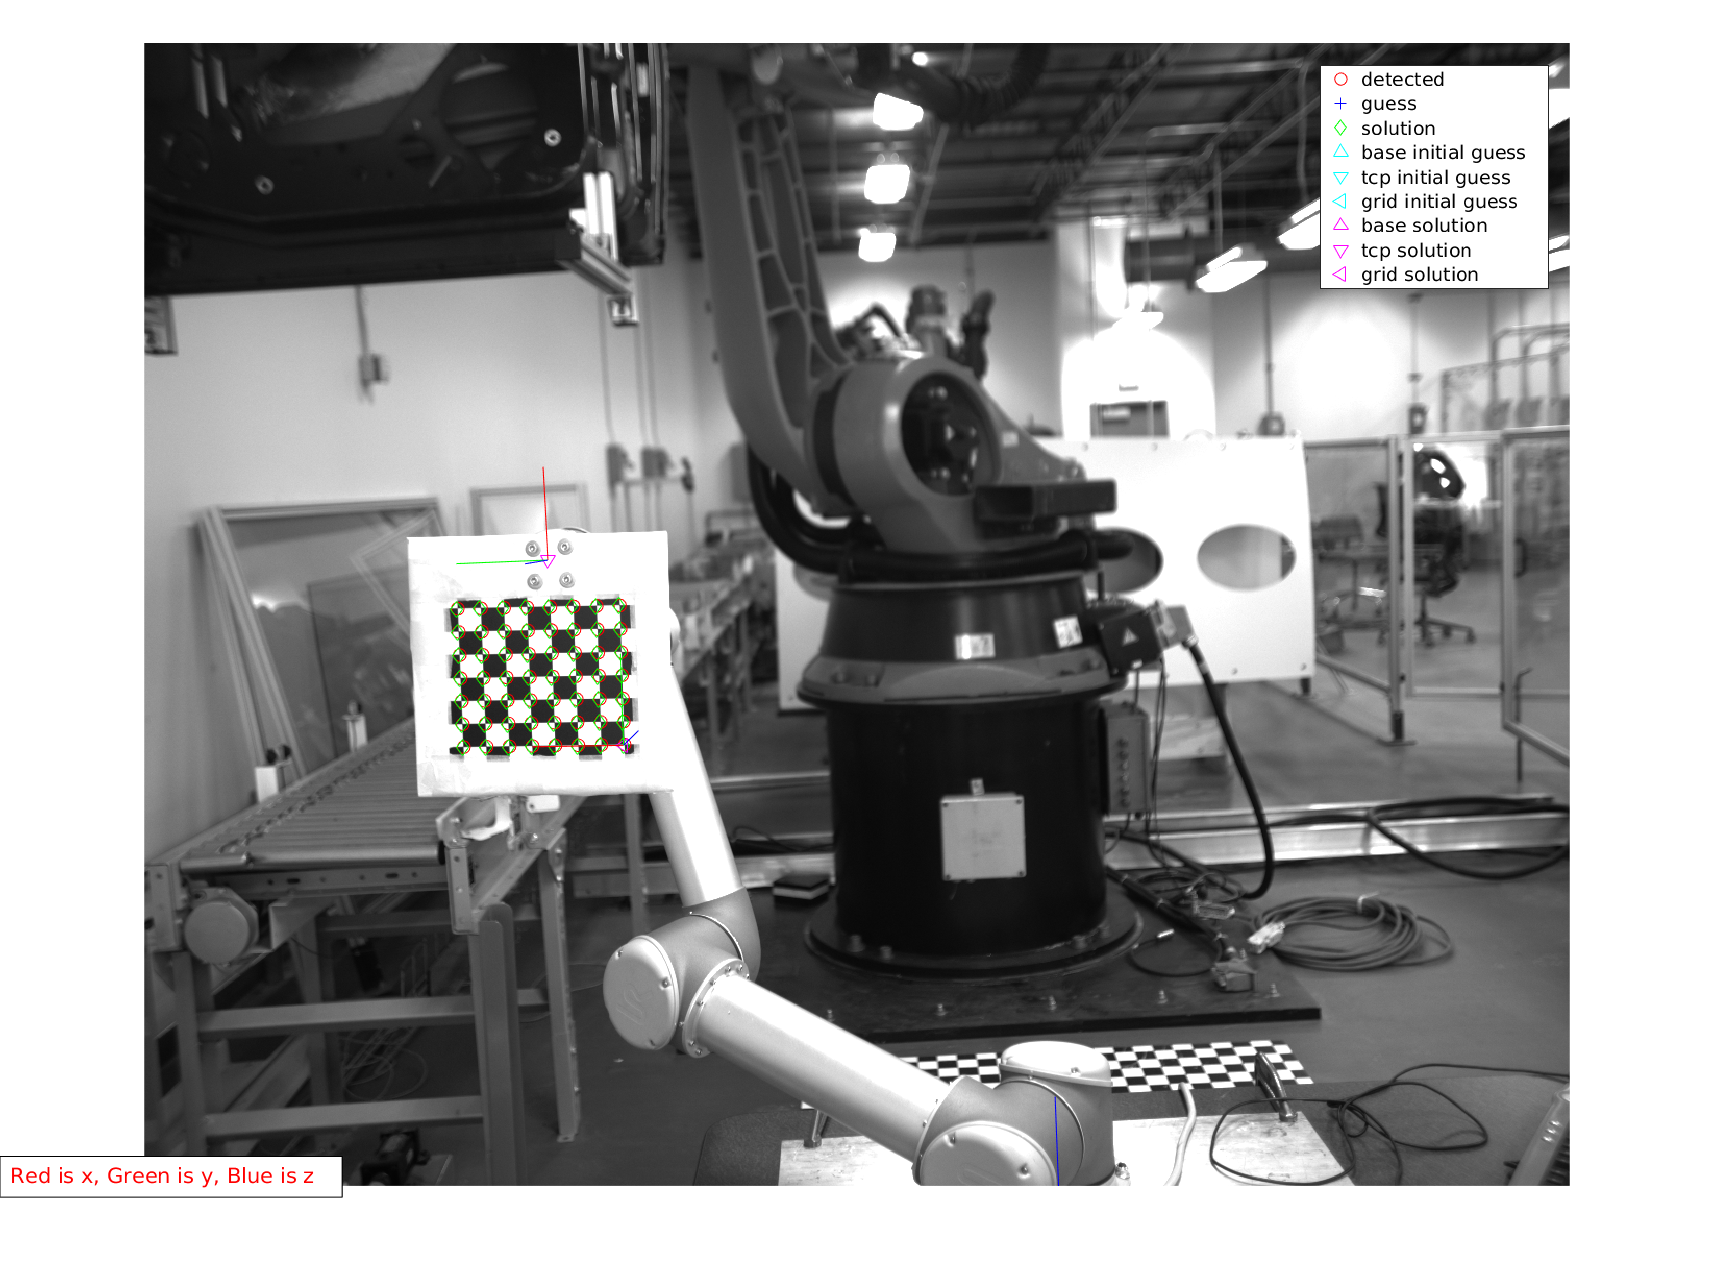 detected
guess
solution
base initial guess
tcp initial guess
grid initial guess
base solution
tcp solution
grid solution
Red is x, Green is y, Blue is z